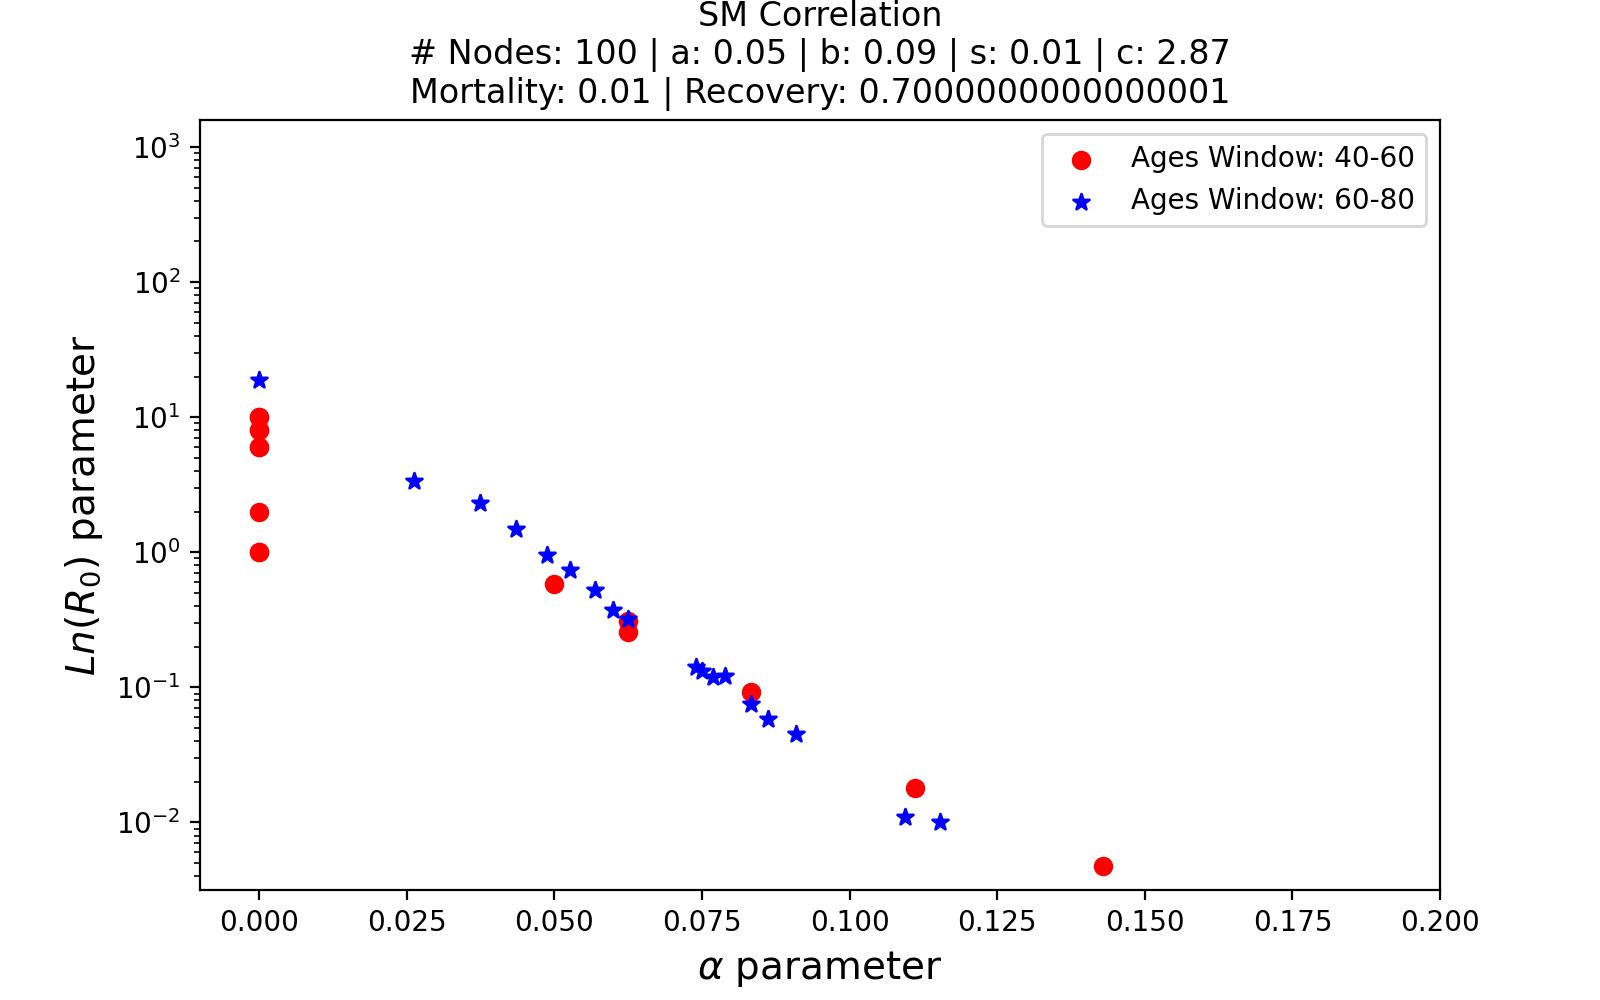 SM Correlation
# Nodes: 100 | a: 0.05 | b: 0.09 | s: 0.01 | c: 2.87
Mortality: 0.01 | Recovery: 0.7000000000000001
Ages Window: 40-60
Ages Window: 60-80
Ln(R₀) parameter
10³
10²
10¹
10⁰
10⁻¹
10⁻²
0.000 0.025 0.050 0.075 0.100 0.125 0.150 0.175 0.200
α parameter